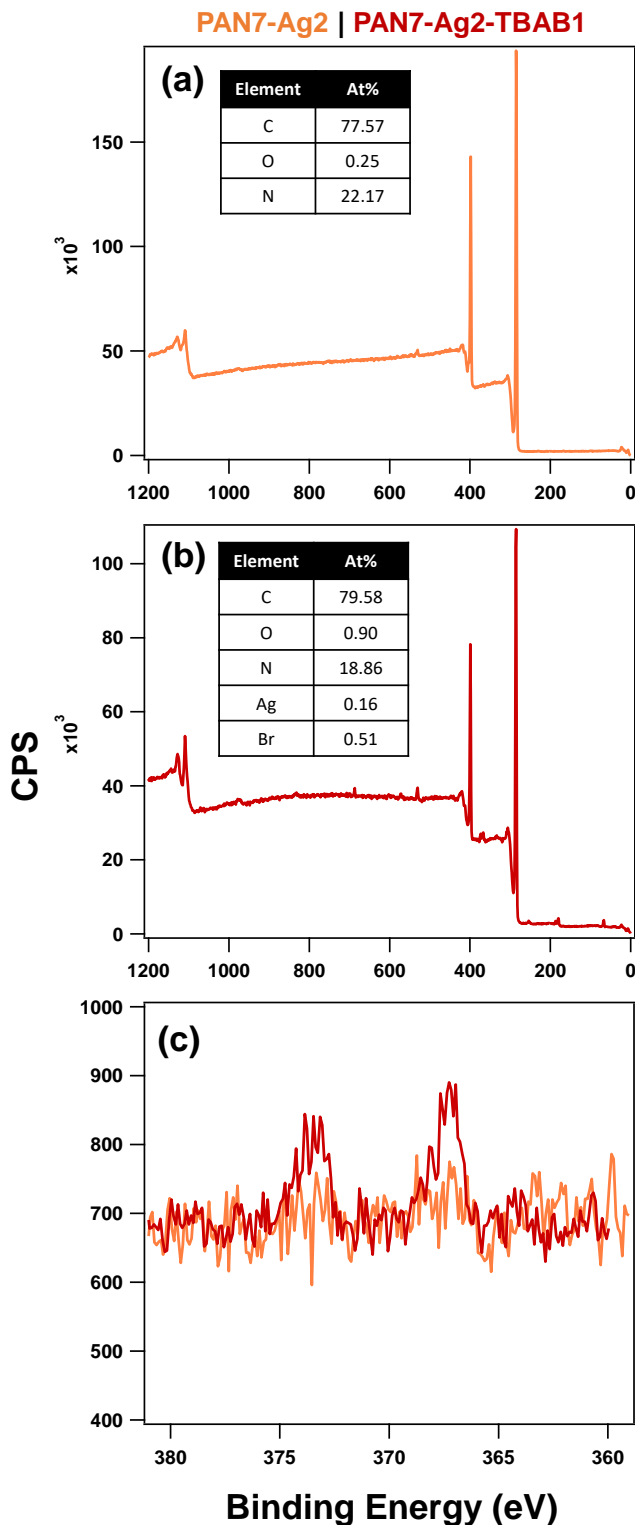 PAN7-Ag2 | PAN7-Ag2-TBAB1
(a)
Element At%
C 77.57
O 0.25
N 22.17
x10³
150
100
50
0
1200 1000 800 600 400 200 0
(b)
Element At%
C 79.58
O 0.90
N 18.86
Ag 0.16
Br 0.51
CPS
x10³
100
80
60
40
20
0
1200 1000 800 600 400 200 0
(c)
1000
900
800
700
600
500
400
380 375 370 365 360
Binding Energy (eV)